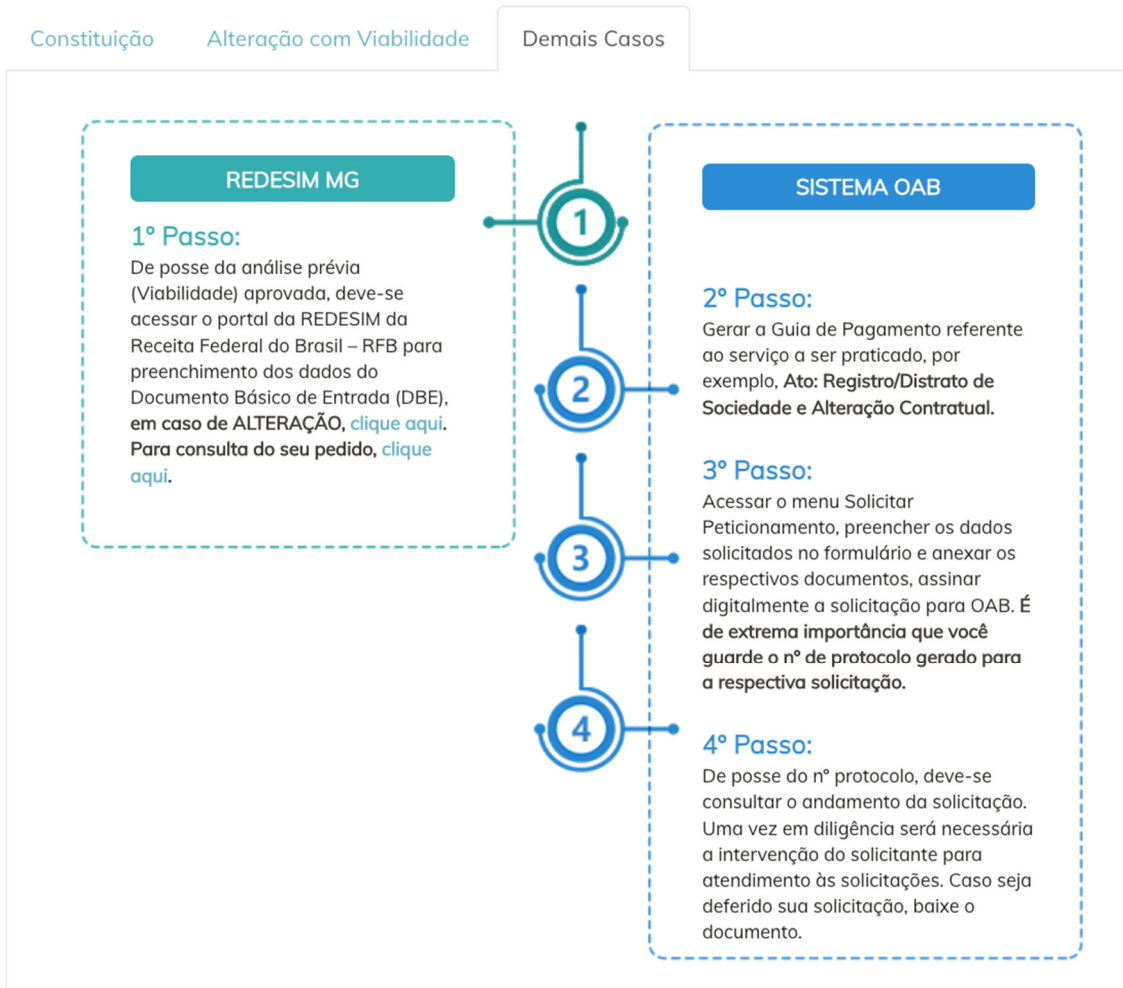 Constituição
Alteração com Viabilidade
Demais Casos
REDESIM MG
1º Passo:
De posse da análise prévia
(Viabilidade) aprovada, deve-se
acessar o portal da REDESIM da
Receita Federal do Brasil – RFB para
preenchimento dos dados do
Documento Básico de Entrada (DBE),
em caso de ALTERAÇÃO, clique aqui.
Para consulta do seu pedido, clique
aqui.
1
2
3
4
SISTEMA OAB
2º Passo:
Gerar a Guia de Pagamento referente
ao serviço a ser praticado, por
exemplo, Ato: Registro/Distrato de
Sociedade e Alteração Contratual.
3º Passo:
Acessar o menu Solicitar
Peticionamento, preencher os dados
solicitados no formulário e anexar os
respectivos documentos, assinar
digitalmente a solicitação para OAB. É
de extrema importância que você
guarde o nº de protocolo gerado para
a respectiva solicitação.
4º Passo:
De posse do nº protocolo, deve-se
consultar o andamento da solicitação.
Uma vez em diligência será necessária
a intervenção do solicitante para
atendimento às solicitações. Caso seja
deferido sua solicitação, baixe o
documento.